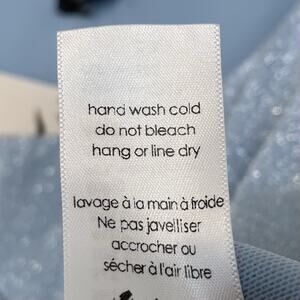 hand wash cold
do not bleach
hang or line dry
lavage à la main à froide
Ne pas javelliser
accrocher ou
sécher à l'air libre